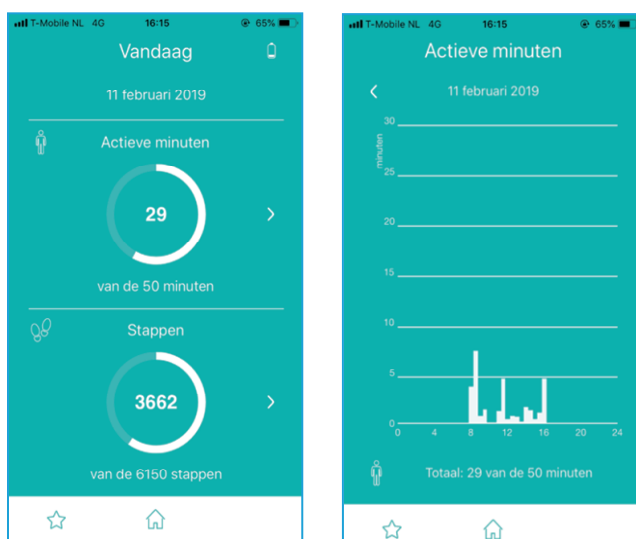 T-Mobile NL 4G 16:15 65%
Vandaag
11 februari 2019
Actieve minuten
29
van de 50 minuten
Stappen
3662
van de 6150 stappen
T-Mobile NL 4G 16:15 65%
Actieve minuten
11 februari 2019
minuten
30
25
20
15
10
5
0
0 4 8 12 16 20 24
Totaal: 29 van de 50 minuten